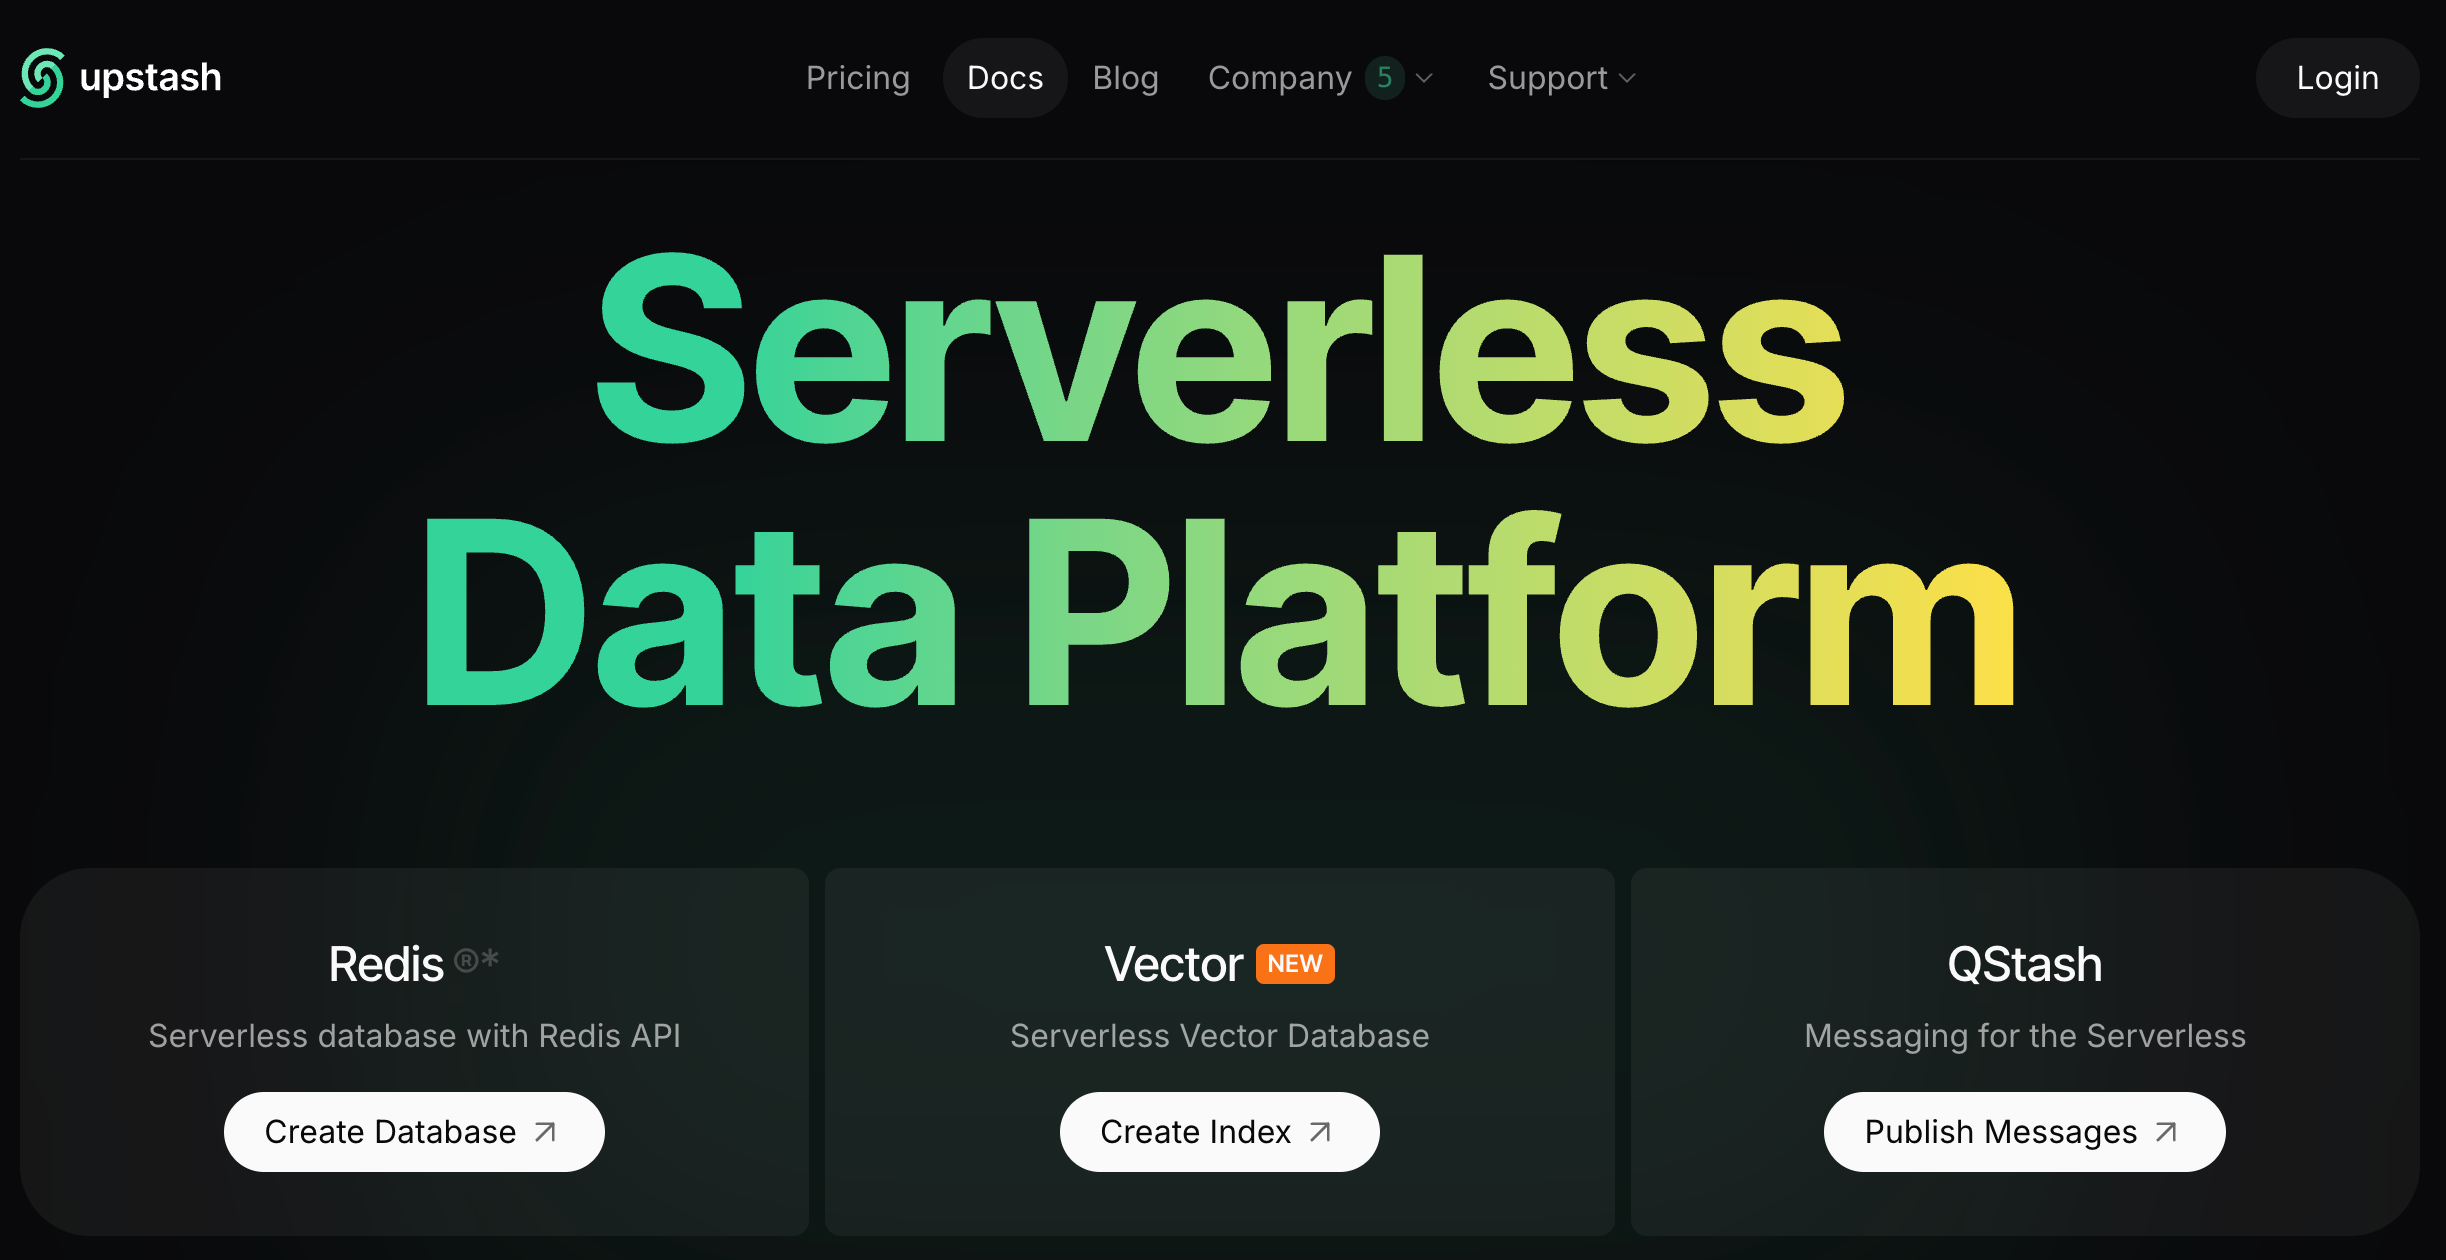 upstash
Pricing Docs Blog Company 5 Support
Login
Serverless
Data Platform
Redis ®*
Serverless database with Redis API
Create Database
Vector NEW
Serverless Vector Database
Create Index
QStash
Messaging for the Serverless
Publish Messages